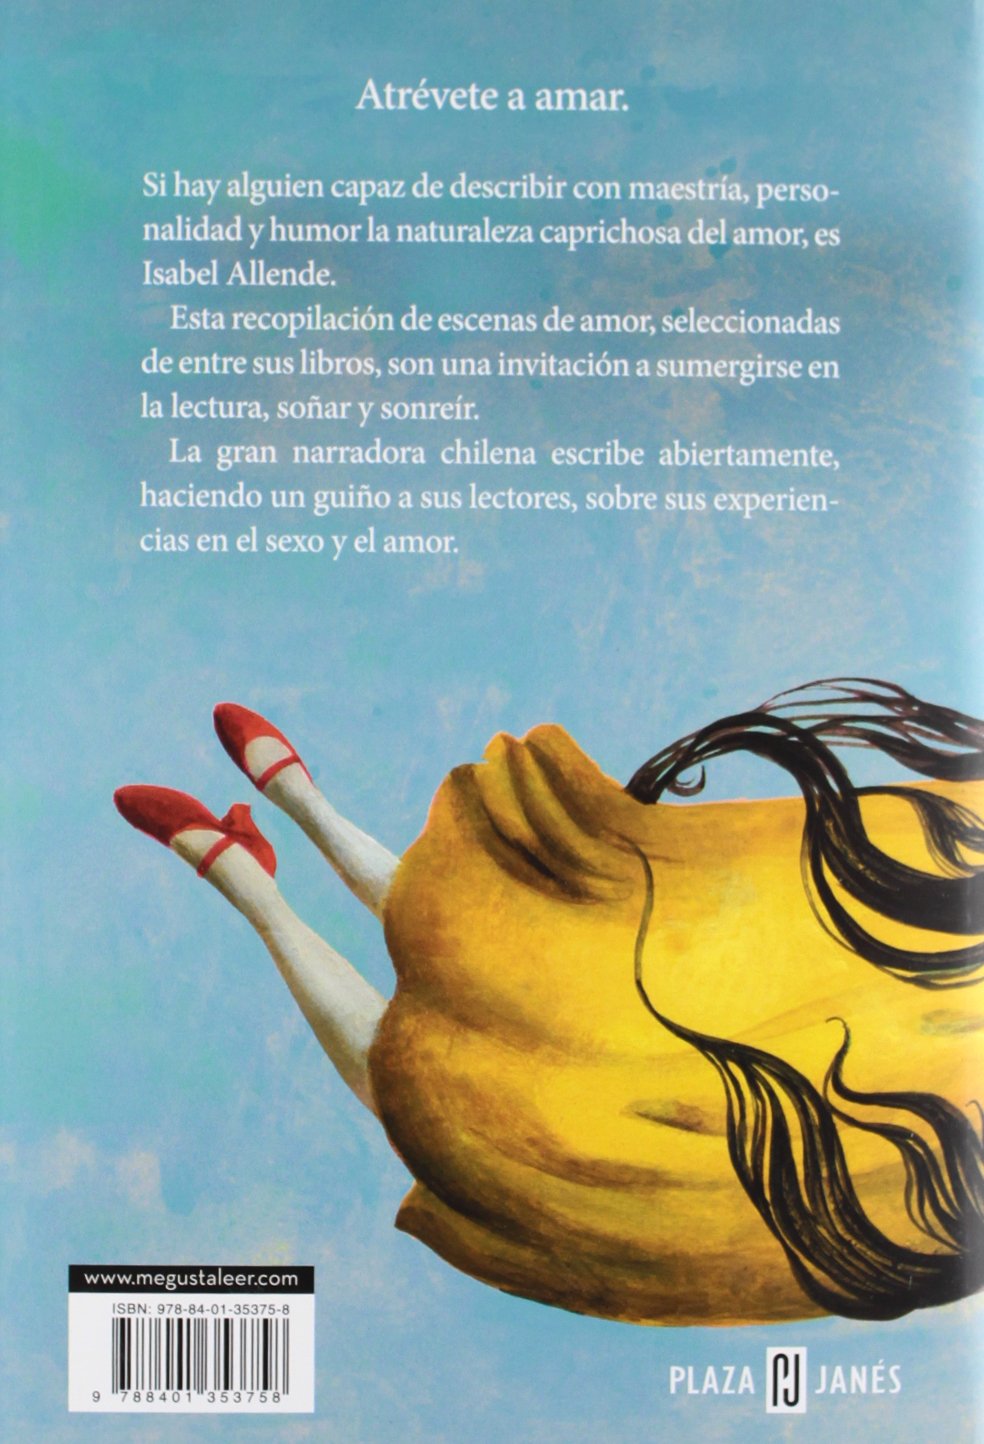 Atrévete a amar.
Si hay alguien capaz de describir con maestría, perso-
nalidad y humor la naturaleza caprichosa del amor, es
Isabel Allende.
Esta recopilación de escenas de amor, seleccionadas
de entre sus libros, son una invitación a sumergirse en
la lectura, soñar y sonreír.
La gran narradora chilena escribe abiertamente,
haciendo un guiño a sus lectores, sobre sus experien-
cias en el sexo y el amor.
www.megustaleer.com
ISBN: 978-84-01-35375-8
9 788401 353758
PLAZA JANÉS